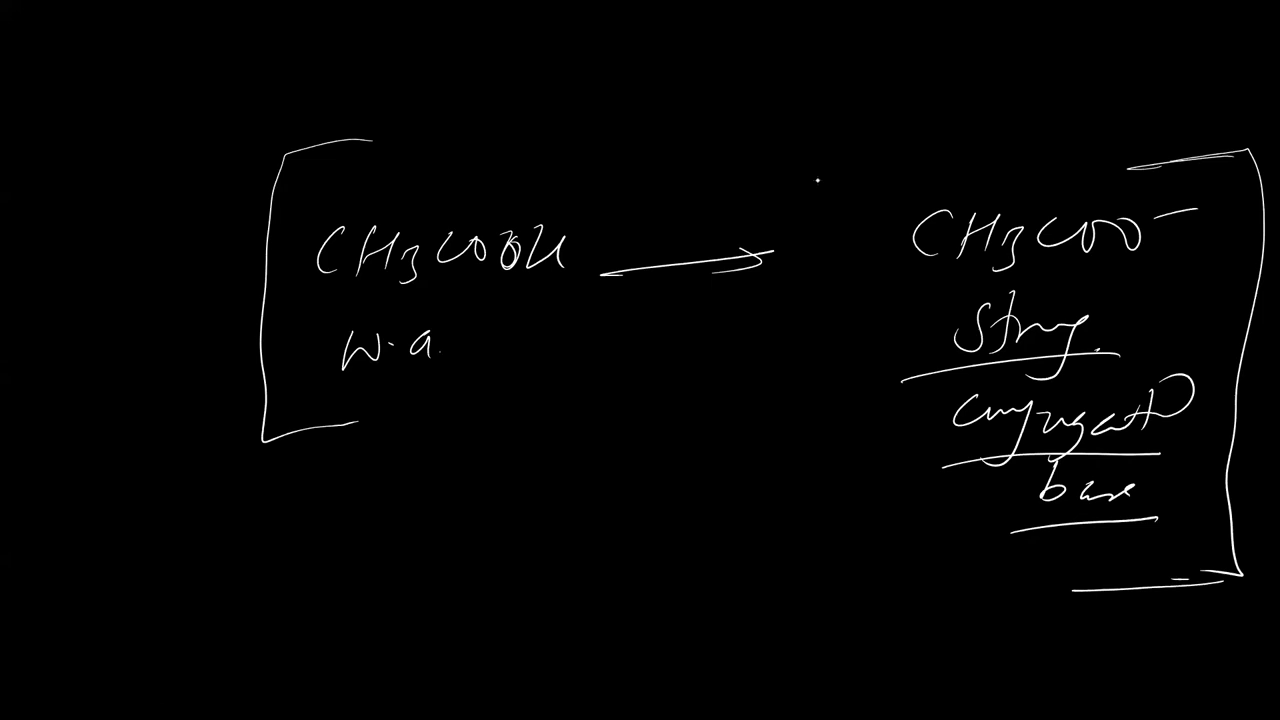 CH3COOH → CH3COO⁻
w.a.
strong
conjugate
base